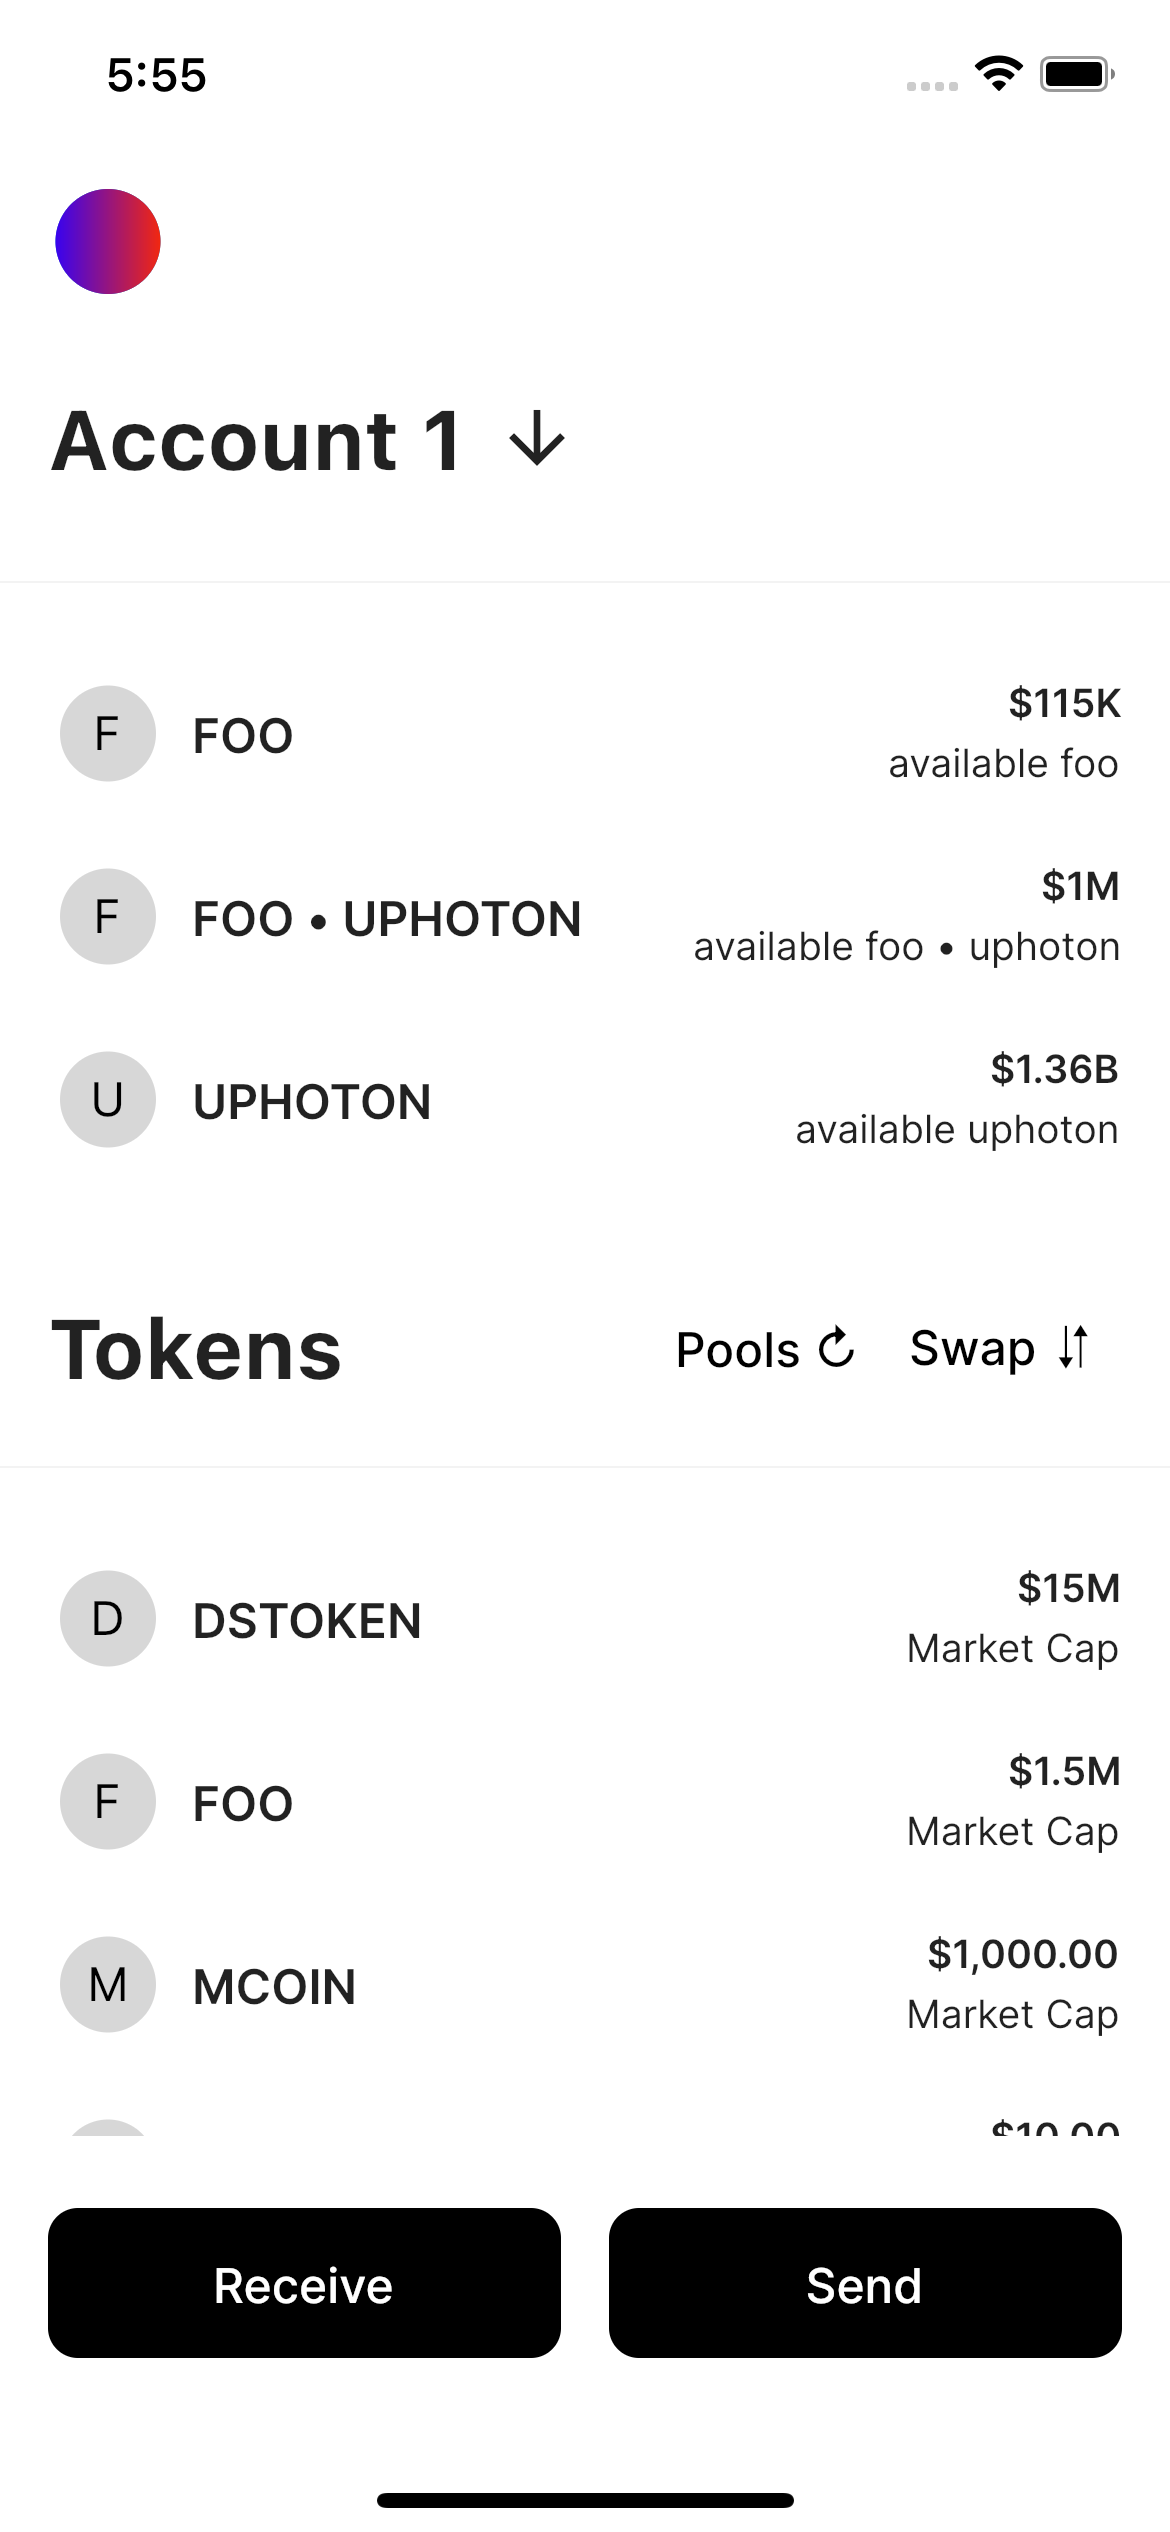 5:55
Account 1
F FOO $115K
available foo
F FOO • UPHOTON $1M
available foo • uphoton
U UPHOTON $1.36B
available uphoton
Tokens Pools Swap
D DSTOKEN $15M
Market Cap
F FOO $1.5M
Market Cap
M MCOIN $1,000.00
Market Cap
$10.00
Receive Send